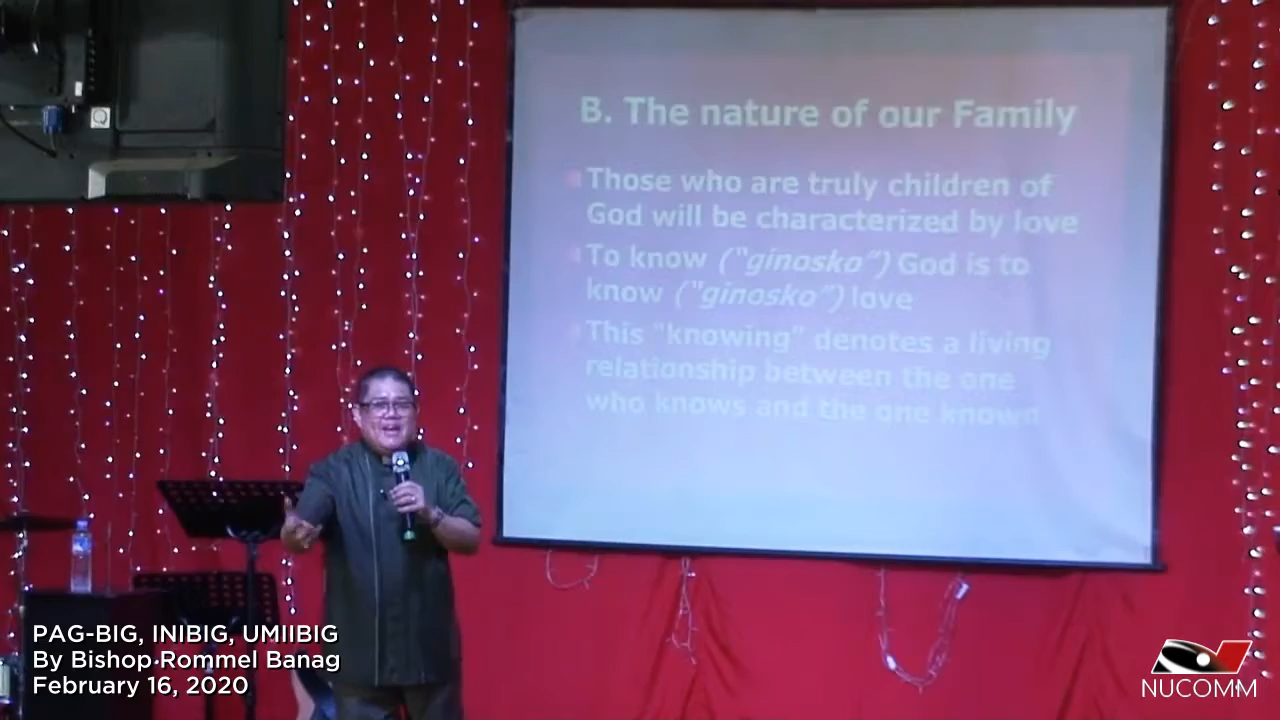 B. The nature of our Family
Those who are truly children of
God will be characterized by love
To know ("ginosko") God is to
know ("ginosko") love
This "knowing" denotes a living
relationship between the one
who knows and the one known
PAG-BIG, INIBIG, UMIIBIG
By Bishop Rommel Banag
February 16, 2020
NUCOMM